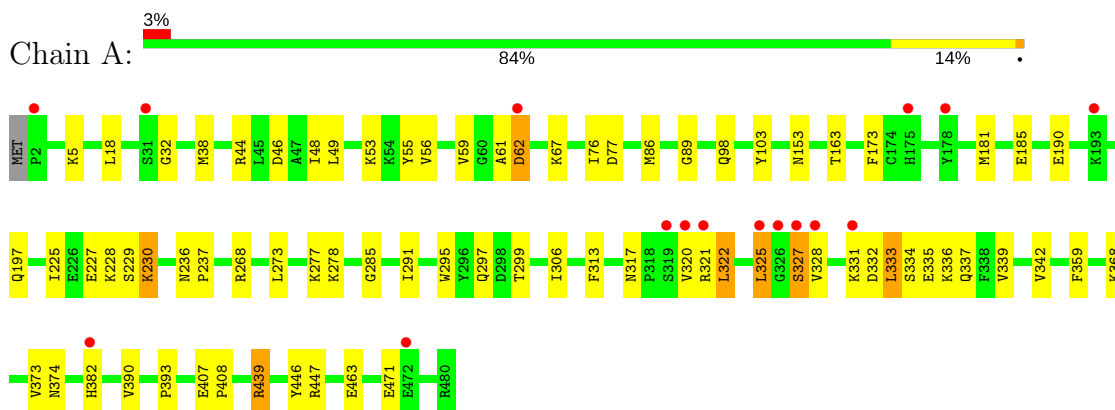 3%
Chain A:
84% 14% •
MET P2 K5 L18 S31 G32 M38 R44 L45 D46 A47 I48 L49 K53 K54 Y55 V56 V59 G60 A61 D62 K67 I76 D77 M86 G89 Q98 Y103 N153 T163 F173 C174 H175 Y178 M181 E185 E190 K193
Q197 I225 E226 E227 K228 S229 K230 N236 P237 R268 L273 K277 K278 G285 I291 W295 Y296 Q297 D298 T299 I306 F313 N317 P318 S319 V320 R321 L322 L325 G326 S327 V328 K331 D332 L333 S334 E335 K336 Q337 F338 V339 V342 F359
V373 N374 H382 V390 P393 E407 P408 R439 Y446 R447 E463 E471 E472 R480